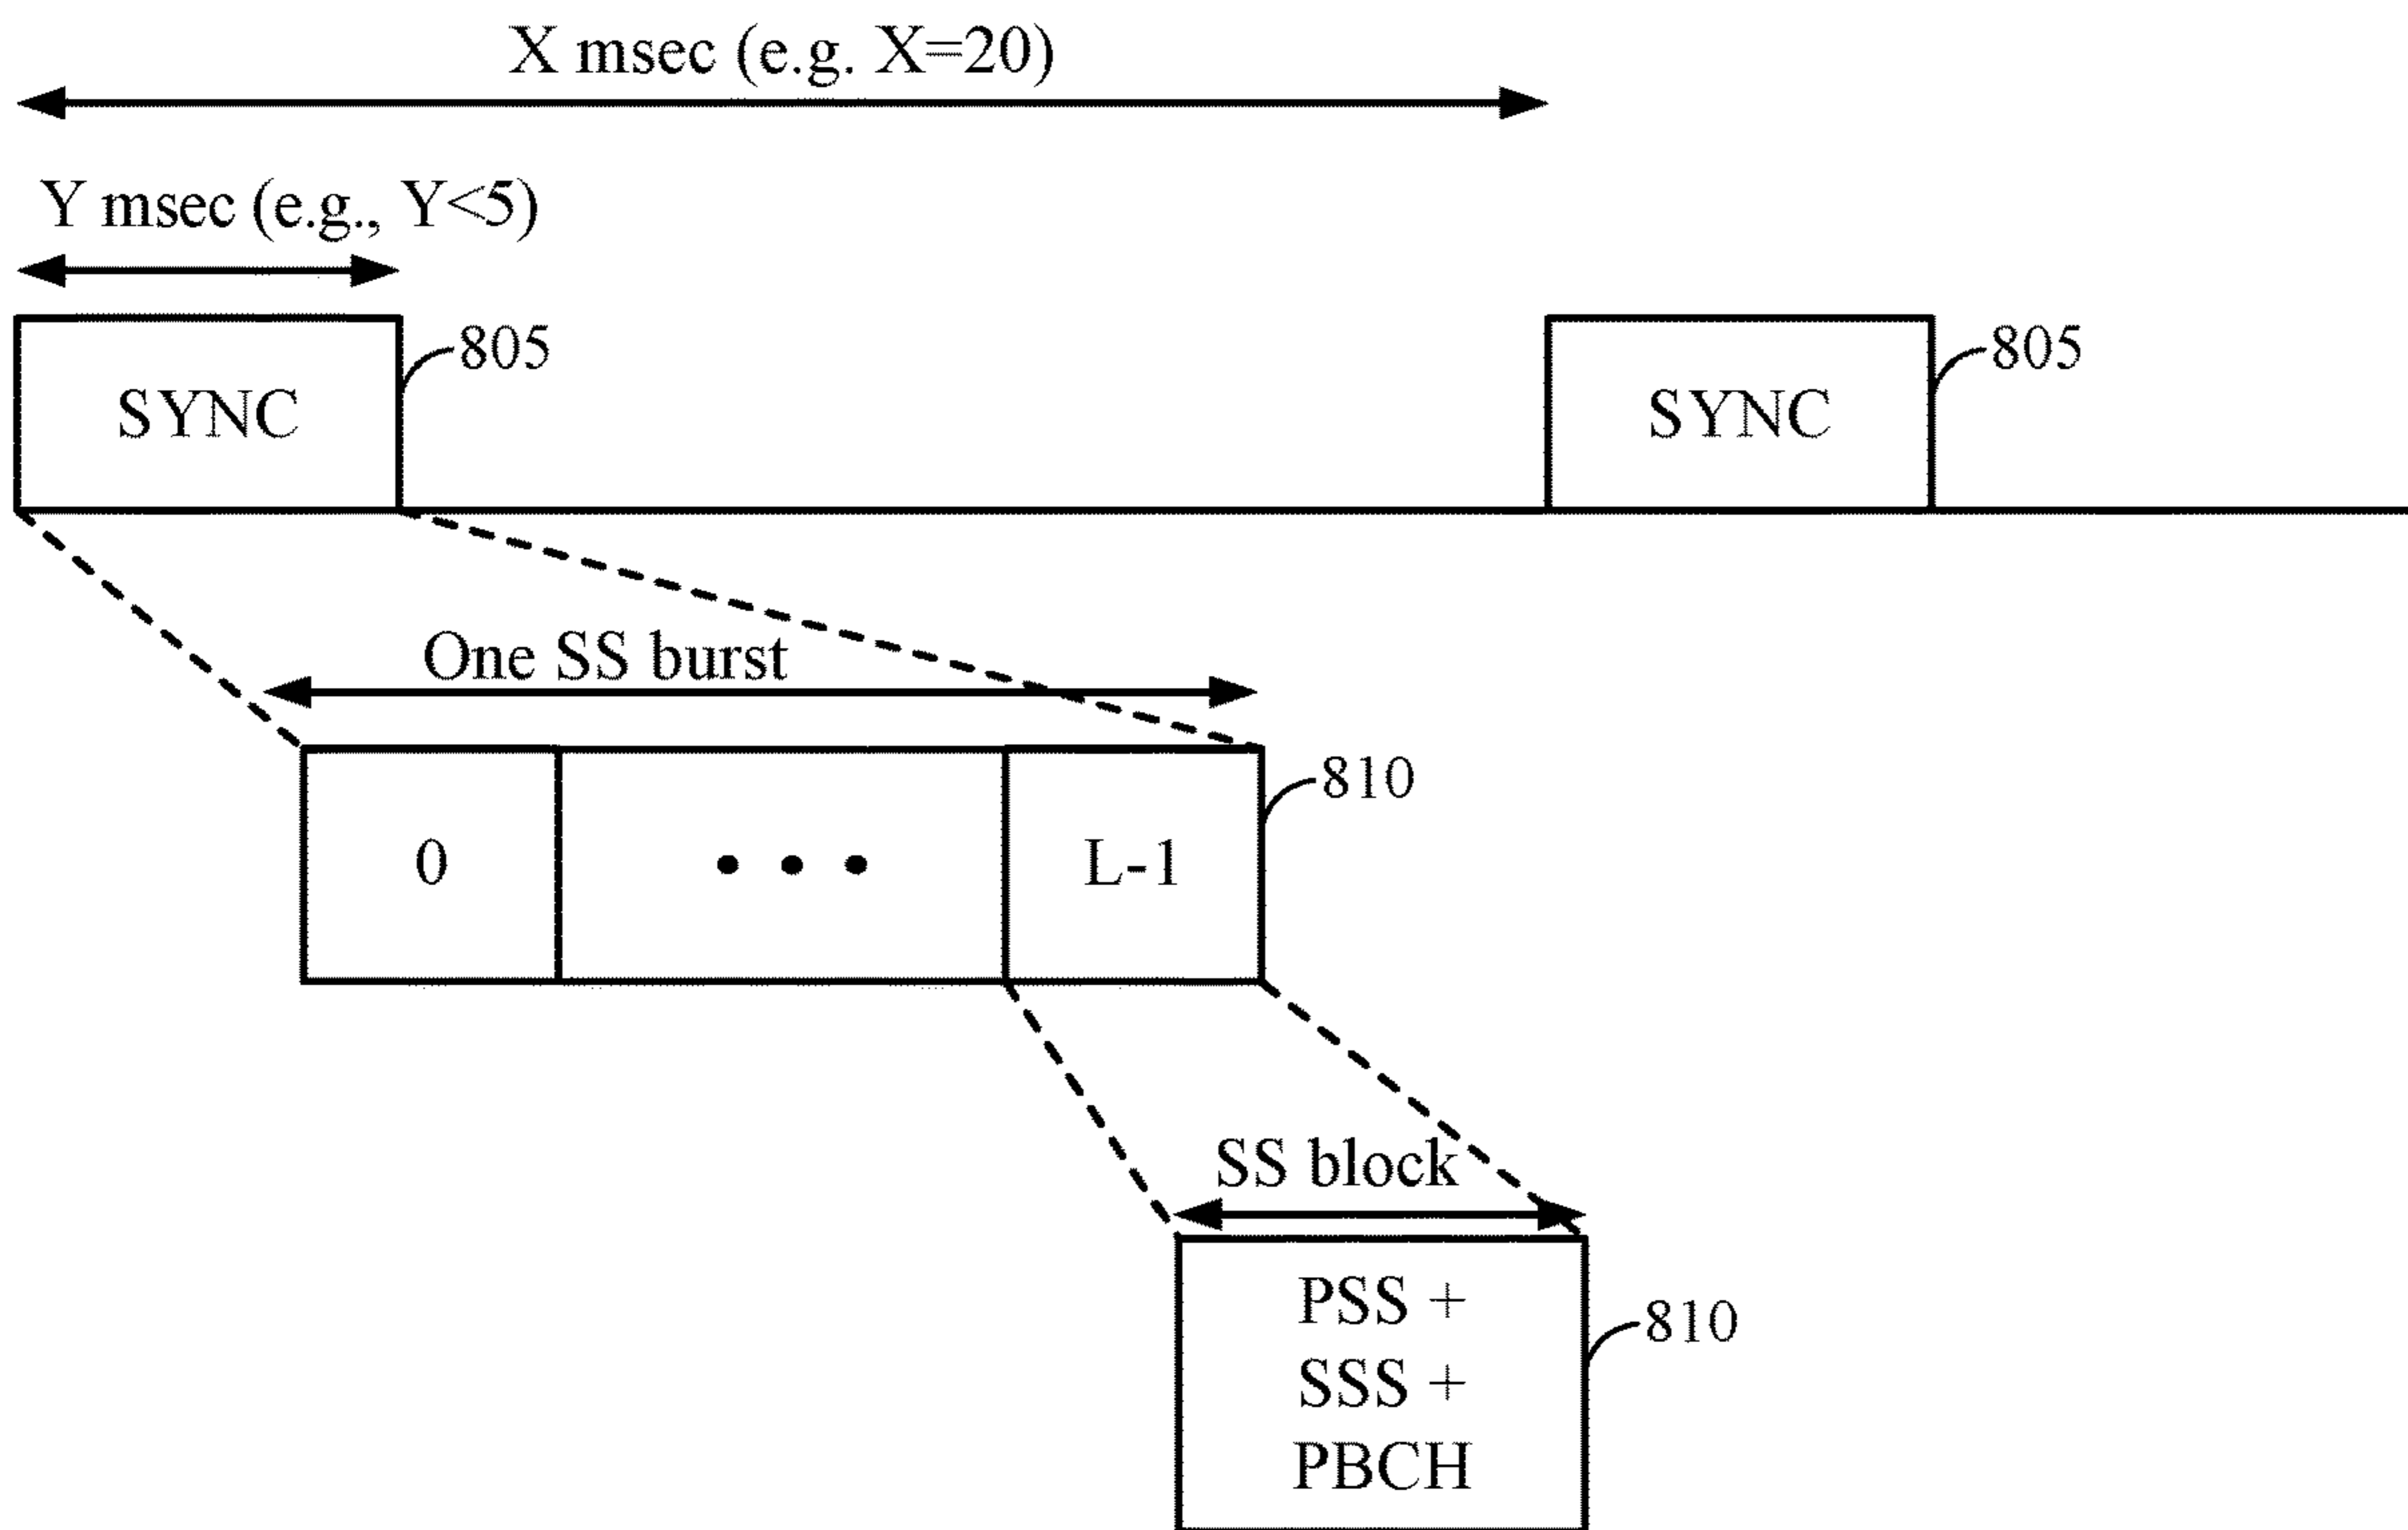 X msec (e.g. X=20)
Y msec (e.g., Y<5)
805
805
SYNC
SYNC
One SS burst
810
0
• • •
L-1
SS block
PSS +
810
SSS +
PBCH